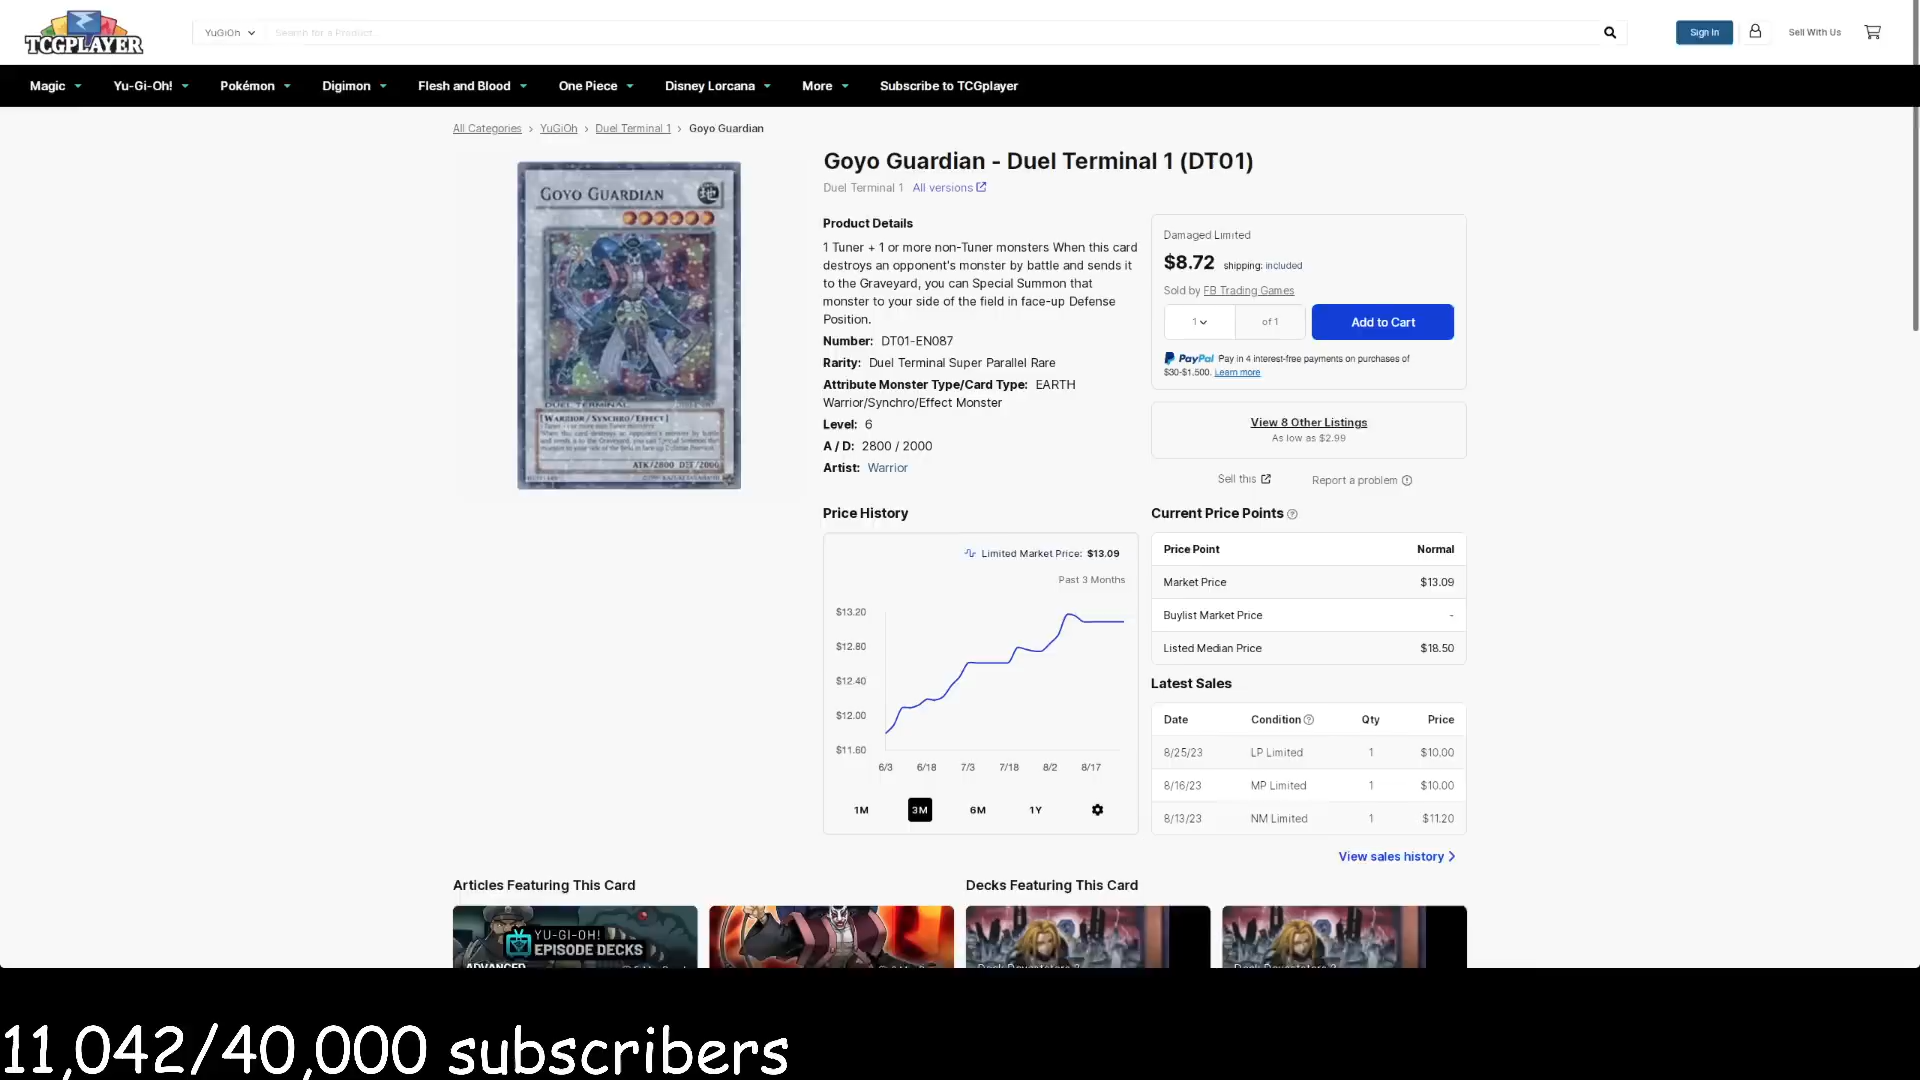 TCGPLAYER
YuGiOh
Search for a Product...
Sign In
Sell With Us
Magic
Yu-Gi-Oh!
Pokémon
Digimon
Flesh and Blood
One Piece
Disney Lorcana
More
Subscribe to TCGplayer
All Categories › YuGiOh › Duel Terminal 1 › Goyo Guardian
GOYO GUARDIAN
DUEL TERMINAL
[WARRIOR/SYNCHRO/EFFECT]
ATK/2800 DEF/2000
Goyo Guardian - Duel Terminal 1 (DT01)
Duel Terminal 1 All versions
Product Details
1 Tuner + 1 or more non-Tuner monsters When this card
destroys an opponent's monster by battle and sends it
to the Graveyard, you can Special Summon that
monster to your side of the field in face-up Defense
Position.
Number: DT01-EN087
Rarity: Duel Terminal Super Parallel Rare
Attribute Monster Type/Card Type: EARTH
Warrior/Synchro/Effect Monster
Level: 6
A / D: 2800 / 2000
Artist: Warrior
Damaged Limited
$8.72 shipping: included
Sold by FB Trading Games
1 of 1 Add to Cart
PayPal Pay in 4 interest-free payments on purchases of
$30-$1,500. Learn more
View 8 Other Listings
As low as $2.99
Sell this
Report a problem
Price History
Limited Market Price: $13.09
Past 3 Months
$13.20
$12.80
$12.40
$12.00
$11.60
6/3 6/18 7/3 7/18 8/2 8/17
1M 3M 6M 1Y
Current Price Points
Price Point Normal
Market Price $13.09
Buylist Market Price -
Listed Median Price $18.50
Latest Sales
Date Condition Qty Price
8/25/23 LP Limited 1 $10.00
8/16/23 MP Limited 1 $10.00
8/13/23 NM Limited 1 $11.20
View sales history
Articles Featuring This Card
YU-GI-OH!
EPISODE DECKS
ADVANCED
Decks Featuring This Card
11,042/40,000 subscribers